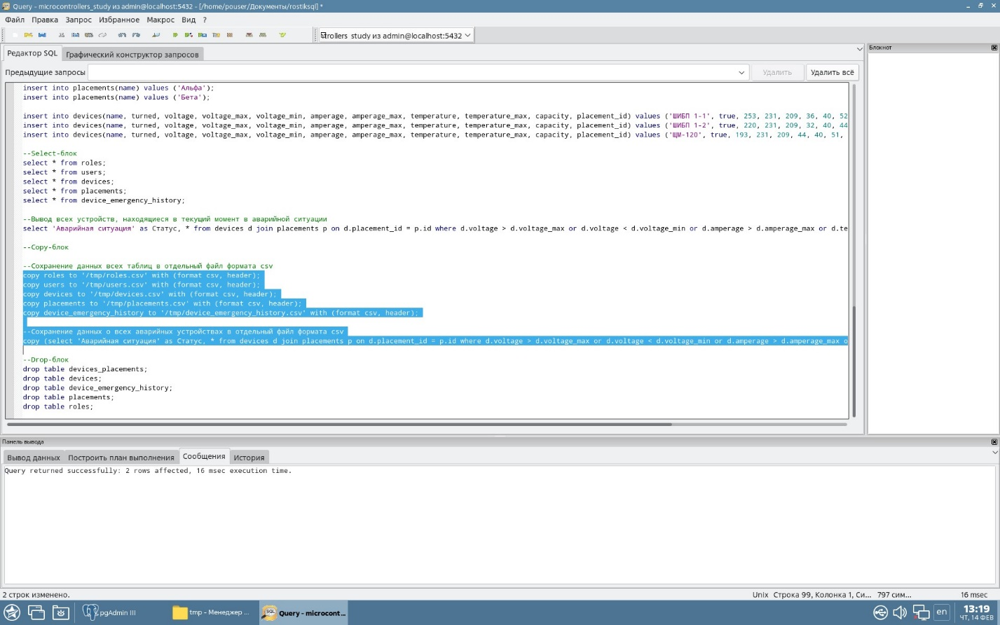 Query - microcontrollers_study из admin@localhost:5432 - [/home/pouser/Документы/rostiksql] *
Файл Правка Запрос Избранное Макрос Вид ?
trollers_study из admin@localhost:5432
Редактор SQL Графический конструктор запросов
Блокнот
Предыдущие запросы Удалить Удалить всё
insert into placements(name) values ('Альфа');
insert into placements(name) values ('Бета');
insert into devices(name, turned, voltage, voltage_max, voltage_min, amperage, amperage_max, temperature, temperature_max, capacity, placement_id) values ('ШИБП 1-1', true, 253, 231, 209, 36, 40, 52
insert into devices(name, turned, voltage, voltage_max, voltage_min, amperage, amperage_max, temperature, temperature_max, capacity, placement_id) values ('ШИБП 1-2', true, 220, 231, 209, 32, 40, 44
insert into devices(name, turned, voltage, voltage_max, voltage_min, amperage, amperage_max, temperature, temperature_max, capacity, placement_id) values ('ЩМ-120', true, 193, 231, 209, 44, 40, 51,
--Select-блок
select * from roles;
select * from users;
select * from devices;
select * from placements;
select * from device_emergency_history;
--Вывод всех устройств, находящиеся в текущий момент в аварийной ситуации
select 'Аварийная ситуация' as Статус, * from devices d join placements p on d.placement_id = p.id where d.voltage > d.voltage_max or d.voltage < d.voltage_min or d.amperage > d.amperage_max or d.te
--Copy-блок
--Сохранение данных всех таблиц в отдельный файл формата csv
copy roles to '/tmp/roles.csv' with (format csv, header);
copy users to '/tmp/users.csv' with (format csv, header);
copy devices to '/tmp/devices.csv' with (format csv, header);
copy placements to '/tmp/placements.csv' with (format csv, header);
copy device_emergency_history to '/tmp/device_emergency_history.csv' with (format csv, header);
--Сохранение данных о всех аварийных устройствах в отдельный файл формата csv
copy (select 'Аварийная ситуация' as Статус, * from devices d join placements p on d.placement_id = p.id where d.voltage > d.voltage_max or d.voltage < d.voltage_min or d.amperage > d.amperage_max o
--Drop-блок
drop table devices_placements;
drop table devices;
drop table device_emergency_history;
drop table placements;
drop table roles;
Панель вывода
Вывод данных Построить план выполнения Сообщения История
Query returned successfully: 2 rows affected, 16 msec execution time.
2 строк изменено. Unix Строка 99, Колонка 1, Си... 797 сим... 16 msec
pgAdmin III tmp - Менеджер ... Query - microcont... en 13:19
ЧТ, 14 ФЕВ